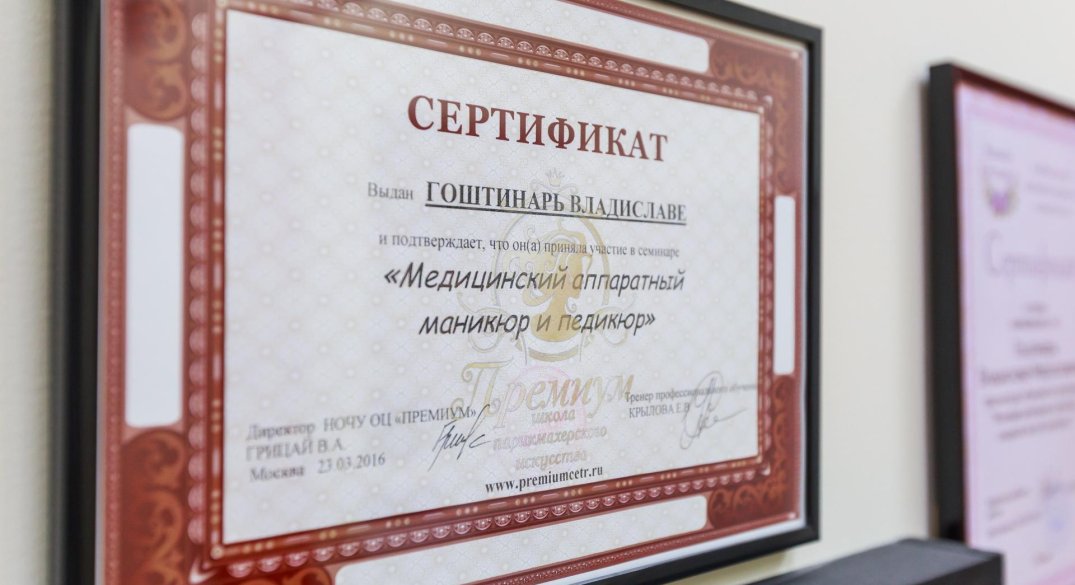 СЕРТИФИКАТ
Выдан ГОШТИНАРЬ ВЛАДИСЛАВЕ
и подтверждает, что он(а) приняла участие в семинаре
«Медицинский аппаратный
маникюр и педикюр»
Премиум
школа
парикмахерского
искусства
Директор НОЧУ ОЦ «ПРЕМИУМ»
ГРИЦАЙ В.А.
Москва 23.03.2016
Тренер профессионального обучения
КРЫЛОВА Е.В
www.premiumcetr.ru